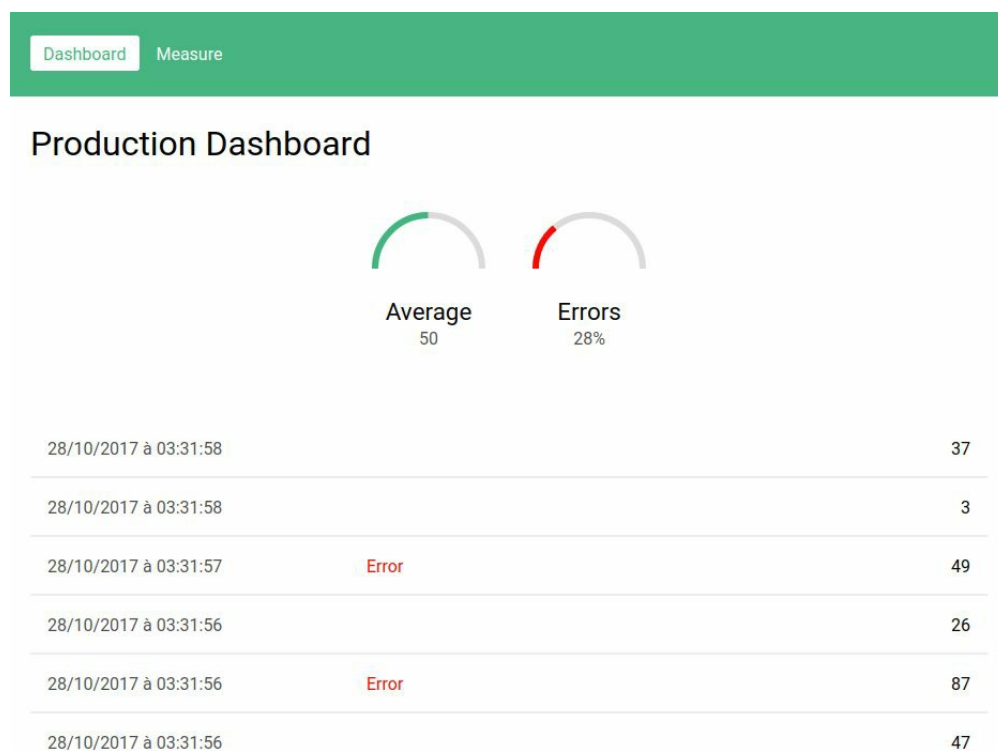 Dashboard Measure
Production Dashboard
Average Errors
50 28%
28/10/2017 à 03:31:58 37
28/10/2017 à 03:31:58 3
28/10/2017 à 03:31:57 Error 49
28/10/2017 à 03:31:56 26
28/10/2017 à 03:31:56 Error 87
28/10/2017 à 03:31:56 47